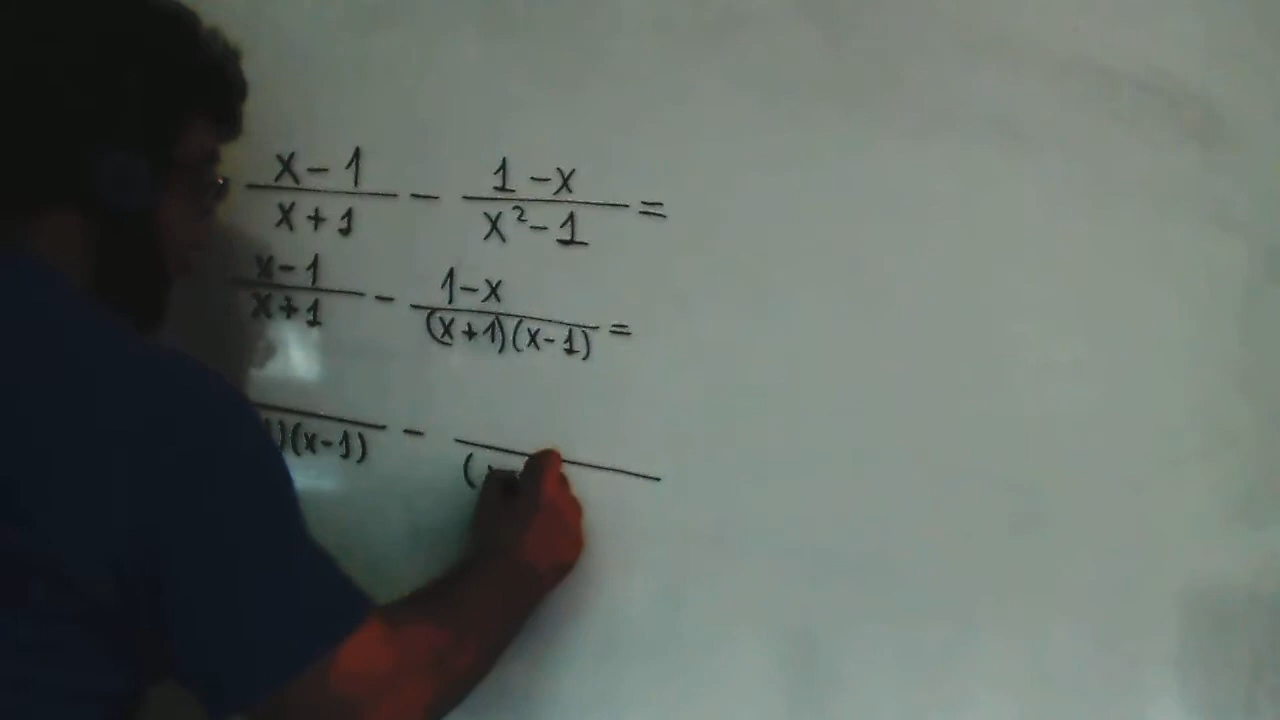 x-1/x+1 - 1-x/x²-1 =
x-1/x+1 - 1-x/(x+1)(x-1) =
)(x-1) - (